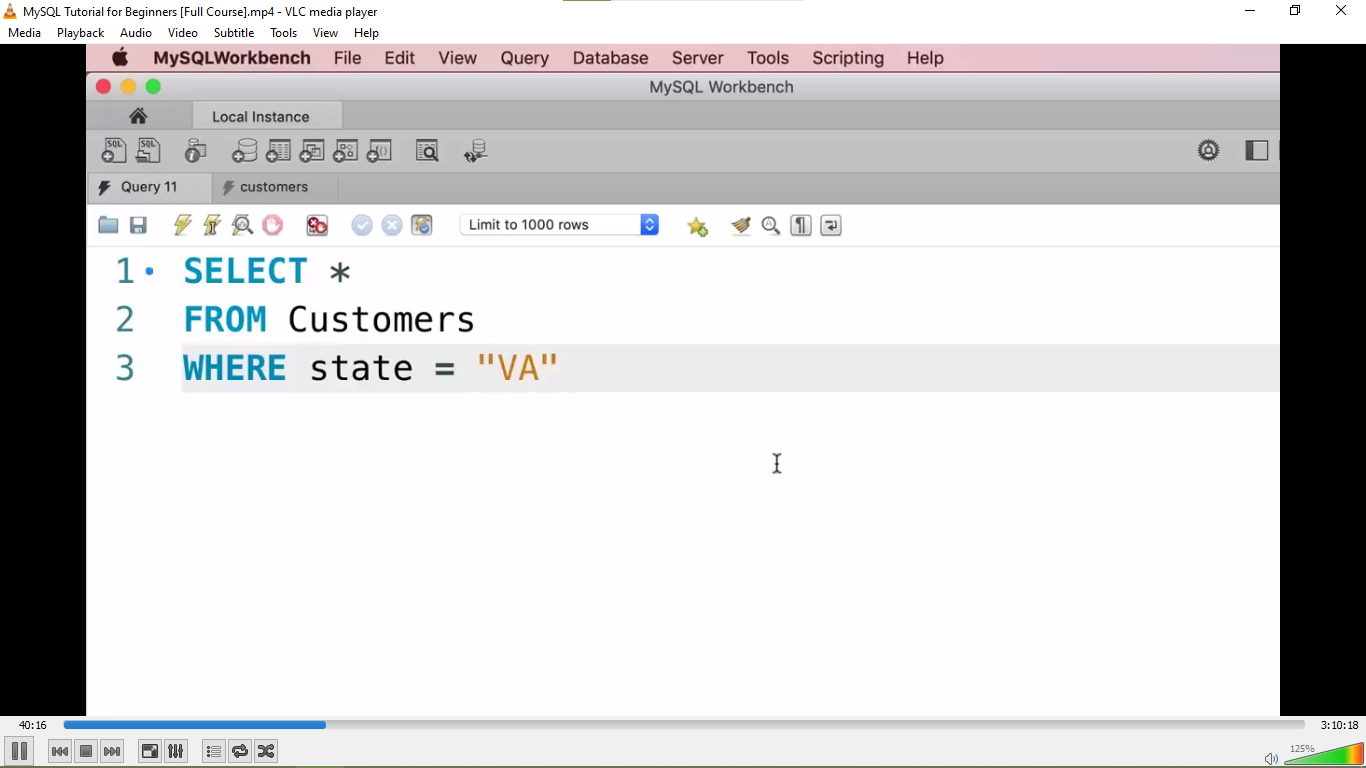 MySQL Tutorial for Beginners [Full Course].mp4 - VLC media player
Media Playback Audio Video Subtitle Tools View Help
MySQLWorkbench File Edit View Query Database Server Tools Scripting Help
MySQL Workbench
Local Instance
SQL SQL
Query 11 customers
Limit to 1000 rows
1 SELECT *
2 FROM Customers
3 WHERE state = "VA"
40:16 3:10:18
125%